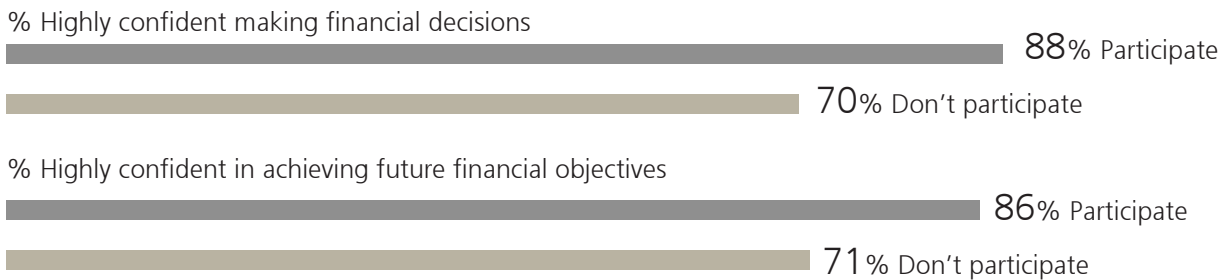 % Highly confident making financial decisions
88% Participate
70% Don’t participate
% Highly confident in achieving future financial objectives
86% Participate
71% Don’t participate